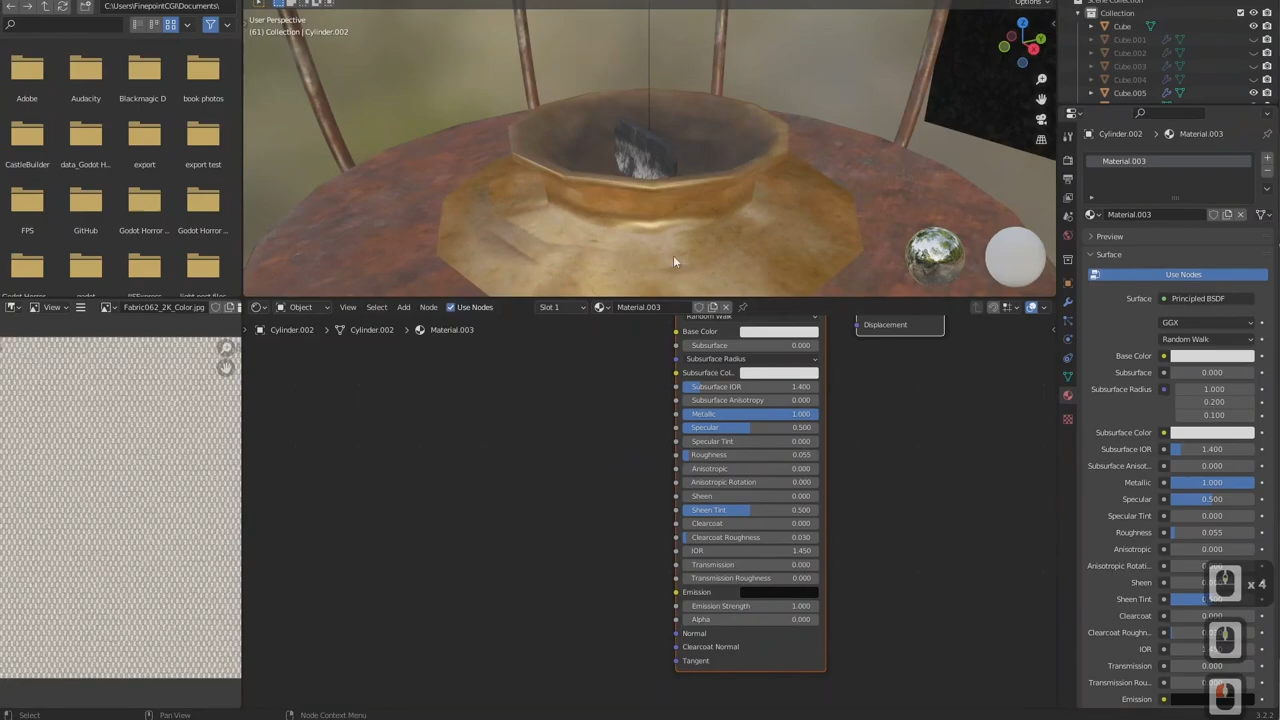 C:\Users\FinepointCGI\Documents\
Adobe
Audacity
Blackmagic D
book photos
CastleBuilder
data_Godot H...
export
export test
FPS
GitHub
Godot Horror ...
Godot Horror ...
View
Fabric062_2K_Color.jpg
Options
User Perspective
(61) Collection | Cylinder.002
Object
View
Select
Add
Node
Use Nodes
Slot 1
Material.003
Cylinder.002
Cylinder.002
Material.003
Random Walk
Base Color
Subsurface 0.000
Subsurface Radius
Subsurface Col...
Subsurface IOR 1.400
Subsurface Anisotropy 0.000
Metallic 1.000
Specular 0.500
Specular Tint 0.000
Roughness 0.055
Anisotropic 0.000
Anisotropic Rotation 0.000
Sheen 0.000
Sheen Tint 0.500
Clearcoat 0.000
Clearcoat Roughness 0.030
IOR 1.450
Transmission 0.000
Transmission Roughness 0.000
Emission
Emission Strength 1.000
Alpha 0.000
Normal
Clearcoat Normal
Tangent
Displacement
Scene Collection
Collection
Cube
Cube.001
Cube.002
Cube.003
Cube.004
Cube.005
Cylinder.002
Material.003
Material.003
Material.003
Preview
Surface
Use Nodes
Surface Principled BSDF
GGX
Random Walk
Base Color
Subsurface 0.000
Subsurface Radius 1.000
0.200
0.100
Subsurface Color
Subsurface IOR 1.400
Subsurface Anisot... 0.000
Metallic 1.000
Specular 0.500
Specular Tint 0.000
Roughness 0.055
Anisotropic 0.000
Anisotropic Rotati...
Sheen
x 4
Sheen Tint
Clearcoat 0.000
Clearcoat Roughn...
IOR
Transmission 0.000
Transmission Rou...
Emission
Select
Pan View
Node Context Menu
3.2.2